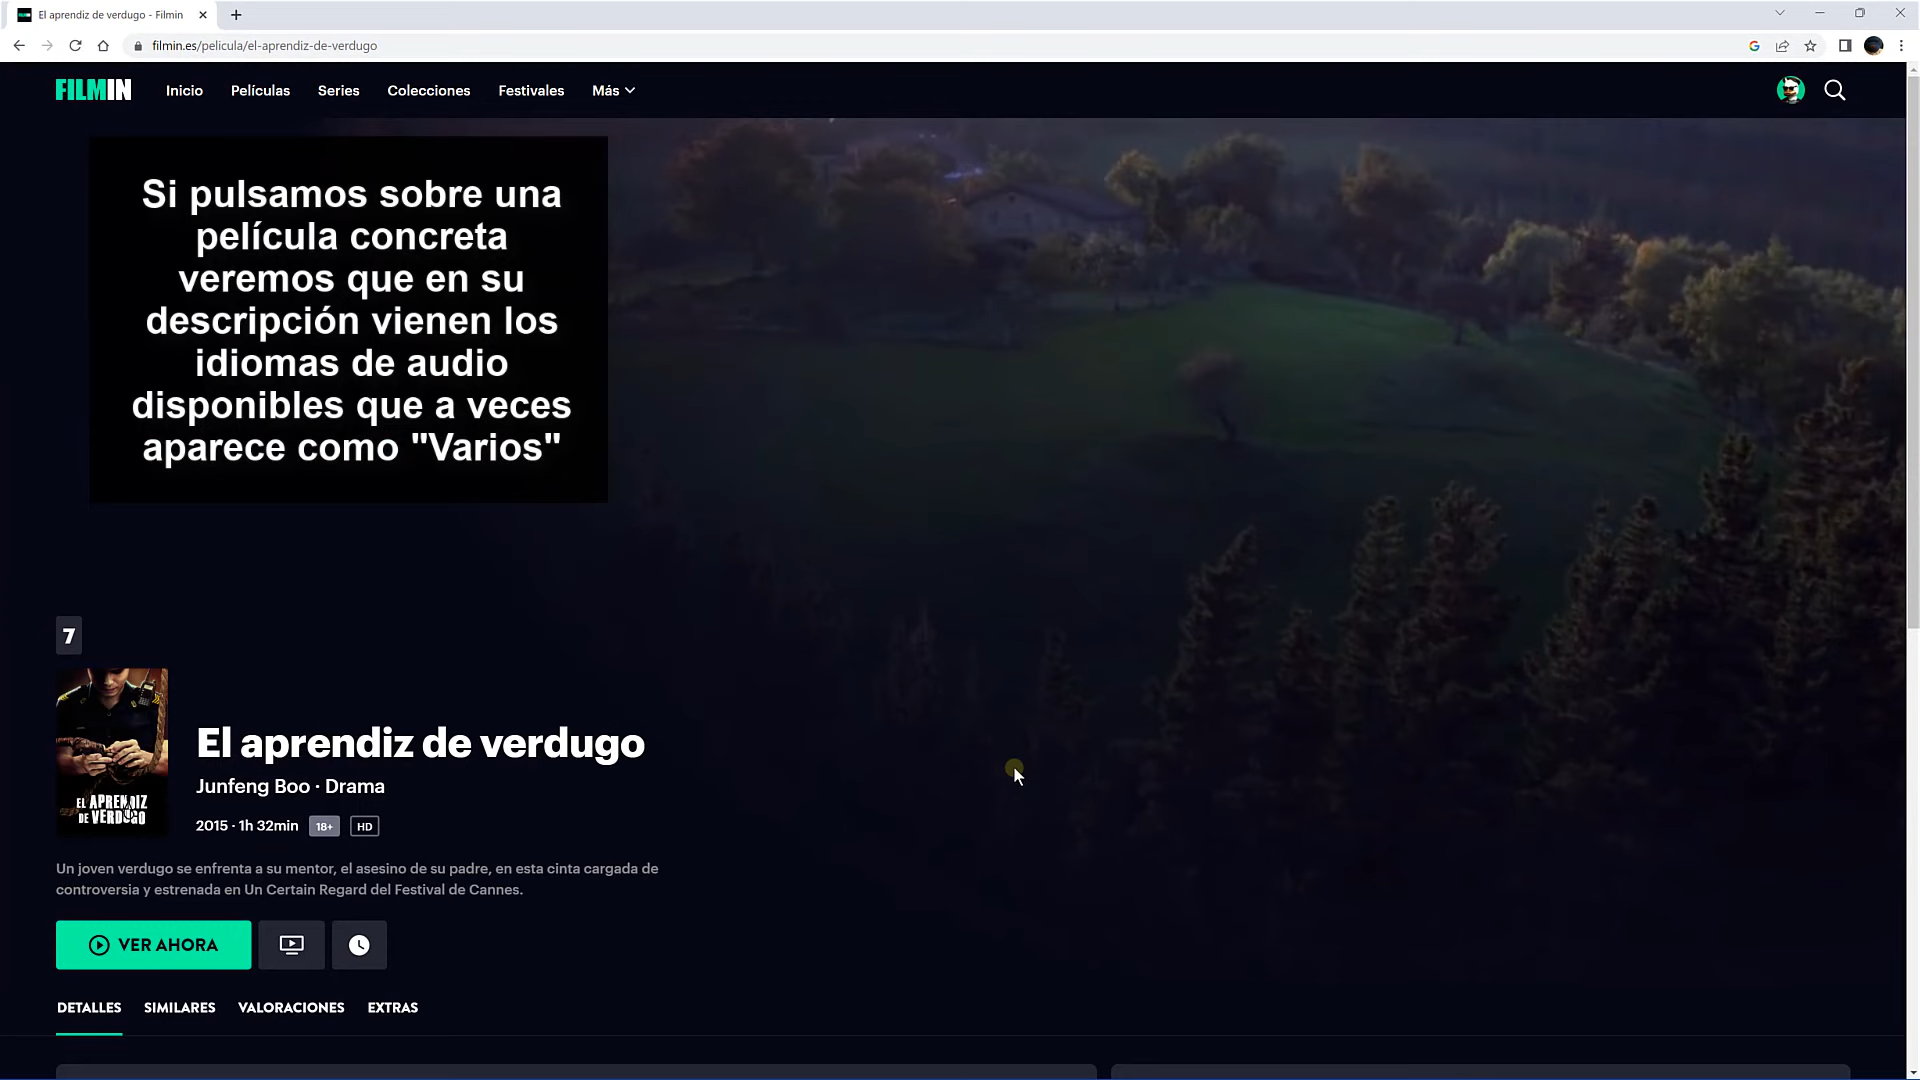 El aprendiz de verdugo - Filmin
filmin.es/pelicula/el-aprendiz-de-verdugo
FILMIN
Inicio
Películas
Series
Colecciones
Festivales
Más
Si pulsamos sobre una
película concreta
veremos que en su
descripción vienen los
idiomas de audio
disponibles que a veces
aparece como "Varios"
7
EL APRENDIZ
DE VERDUGO
El aprendiz de verdugo
Junfeng Boo · Drama
2015 · 1h 32min 18+ HD
Un joven verdugo se enfrenta a su mentor, el asesino de su padre, en esta cinta cargada de
controversia y estrenada en Un Certain Regard del Festival de Cannes.
VER AHORA
DETALLES
SIMILARES
VALORACIONES
EXTRAS